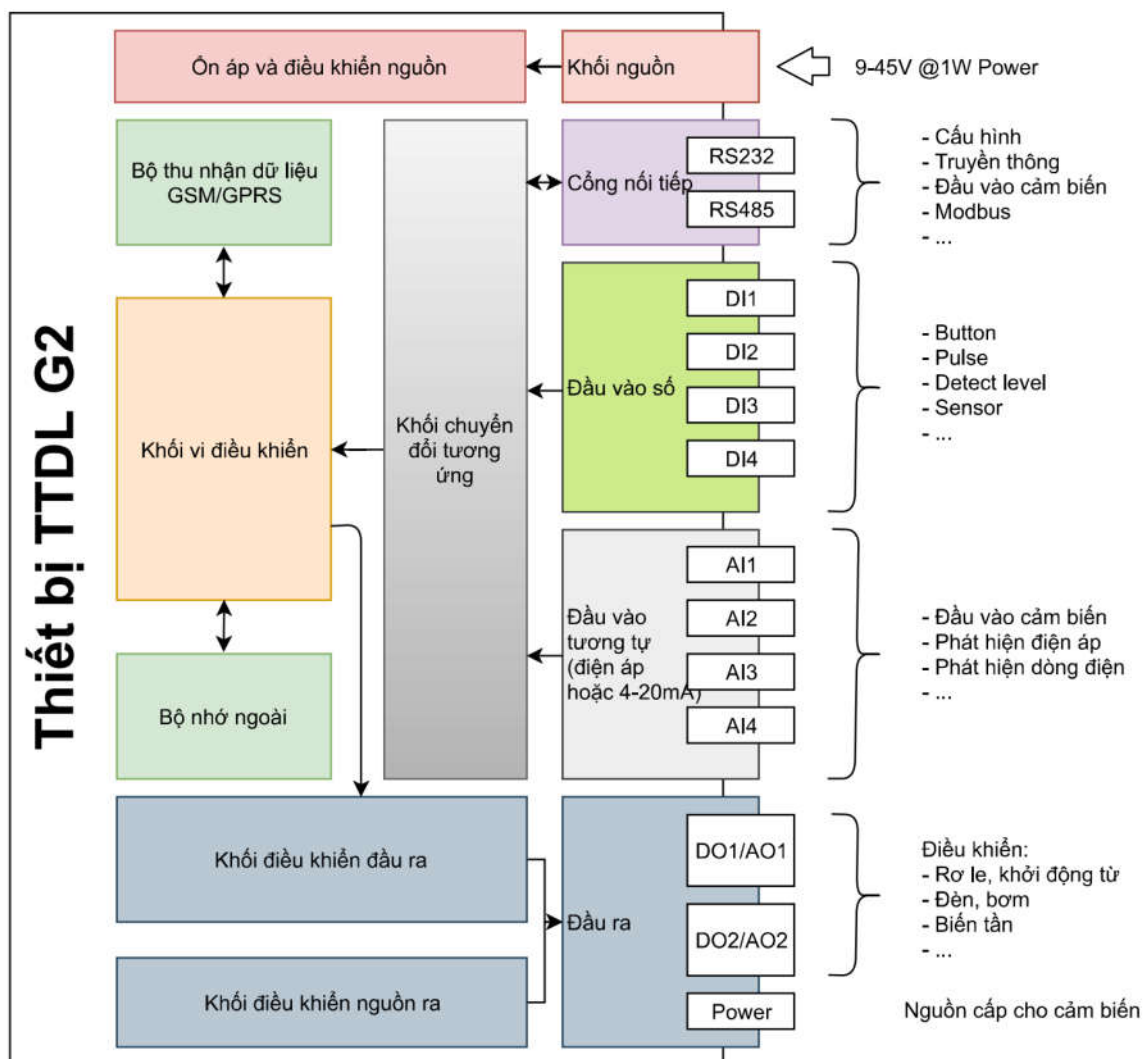 Thiết bị TTDL G2
Ổn áp và điều khiển nguồn
Khối nguồn
9-45V @1W Power
Bộ thu nhận dữ liệu
GSM/GPRS
Khối vi điều khiển
Bộ nhớ ngoài
Khối chuyển
đổi tương
ứng
Cổng nối tiếp
RS232
RS485
- Cấu hình
- Truyền thông
- Đầu vào cảm biến
- Modbus
- ...
Đầu vào số
DI1
DI2
DI3
DI4
- Button
- Pulse
- Detect level
- Sensor
- ...
Đầu vào
tương tự
(điện áp
hoặc 4-20mA)
AI1
AI2
AI3
AI4
- Đầu vào cảm biến
- Phát hiện điện áp
- Phát hiện dòng điện
- ...
Khối điều khiển đầu ra
Khối điều khiển nguồn ra
Đầu ra
DO1/AO1
DO2/AO2
Power
Điều khiển:
- Rơ le, khởi động từ
- Đèn, bơm
- Biến tần
- ...
Nguồn cấp cho cảm biến